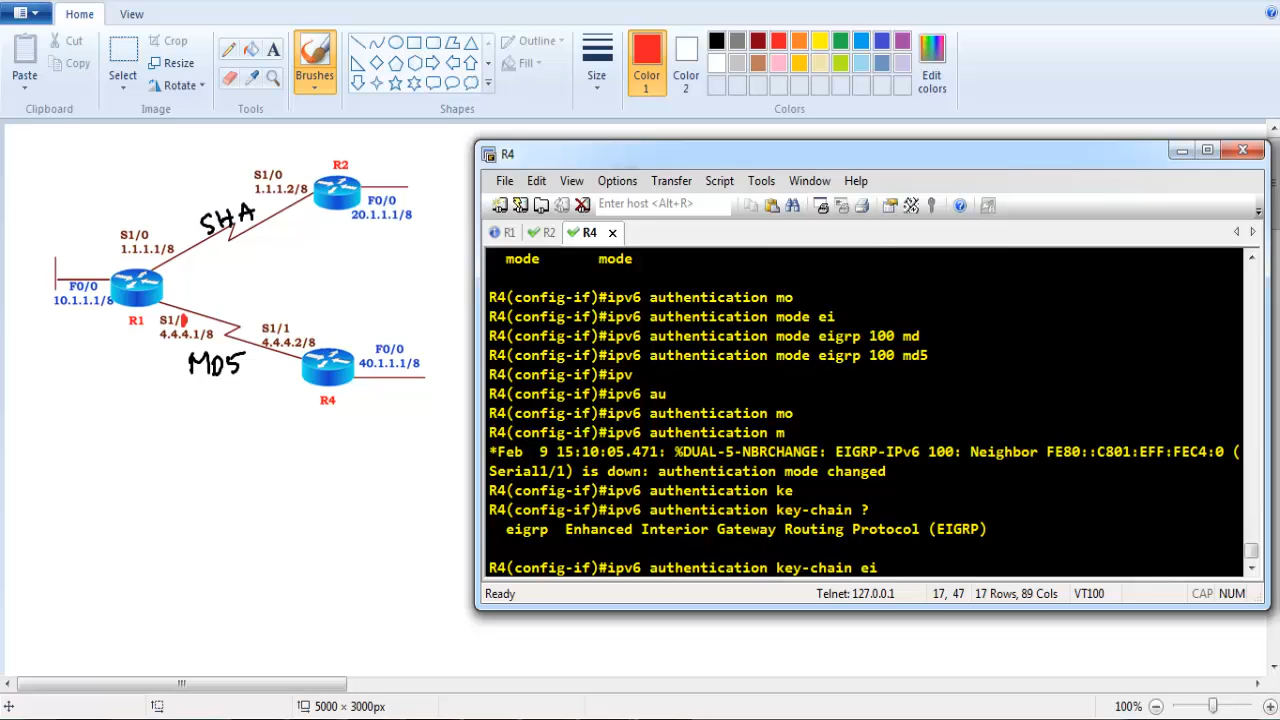 Home
View
Paste
Cut
Copy
Clipboard
Select
Crop
Resize
Rotate
Image
A
Tools
Brushes
Shapes
Outline
Fill
Size
Color 1
Color 2
Colors
Edit colors
R2
S1/0
1.1.1.2/8
F0/0
20.1.1.1/8
SHA
S1/0
1.1.1.1/8
F0/0
10.1.1.1/8
R1
S1/
4.4.4.1/8
MD5
S1/1
4.4.4.2/8
F0/0
40.1.1.1/8
R4
R4
File Edit View Options Transfer Script Tools Window Help
Enter host <Alt+R>
R1 R2 R4
mode mode
R4(config-if)#ipv6 authentication mo
R4(config-if)#ipv6 authentication mode ei
R4(config-if)#ipv6 authentication mode eigrp 100 md
R4(config-if)#ipv6 authentication mode eigrp 100 md5
R4(config-if)#ipv
R4(config-if)#ipv6 au
R4(config-if)#ipv6 authentication mo
R4(config-if)#ipv6 authentication m
*Feb 9 15:10:05.471: %DUAL-5-NBRCHANGE: EIGRP-IPv6 100: Neighbor FE80::C801:EFF:FEC4:0 (
Serial1/1) is down: authentication mode changed
R4(config-if)#ipv6 authentication ke
R4(config-if)#ipv6 authentication key-chain ?
eigrp Enhanced Interior Gateway Routing Protocol (EIGRP)
R4(config-if)#ipv6 authentication key-chain ei
Ready
Telnet: 127.0.0.1
17, 47
17 Rows, 89 Cols
VT100
CAP NUM
5000 × 3000px
100%